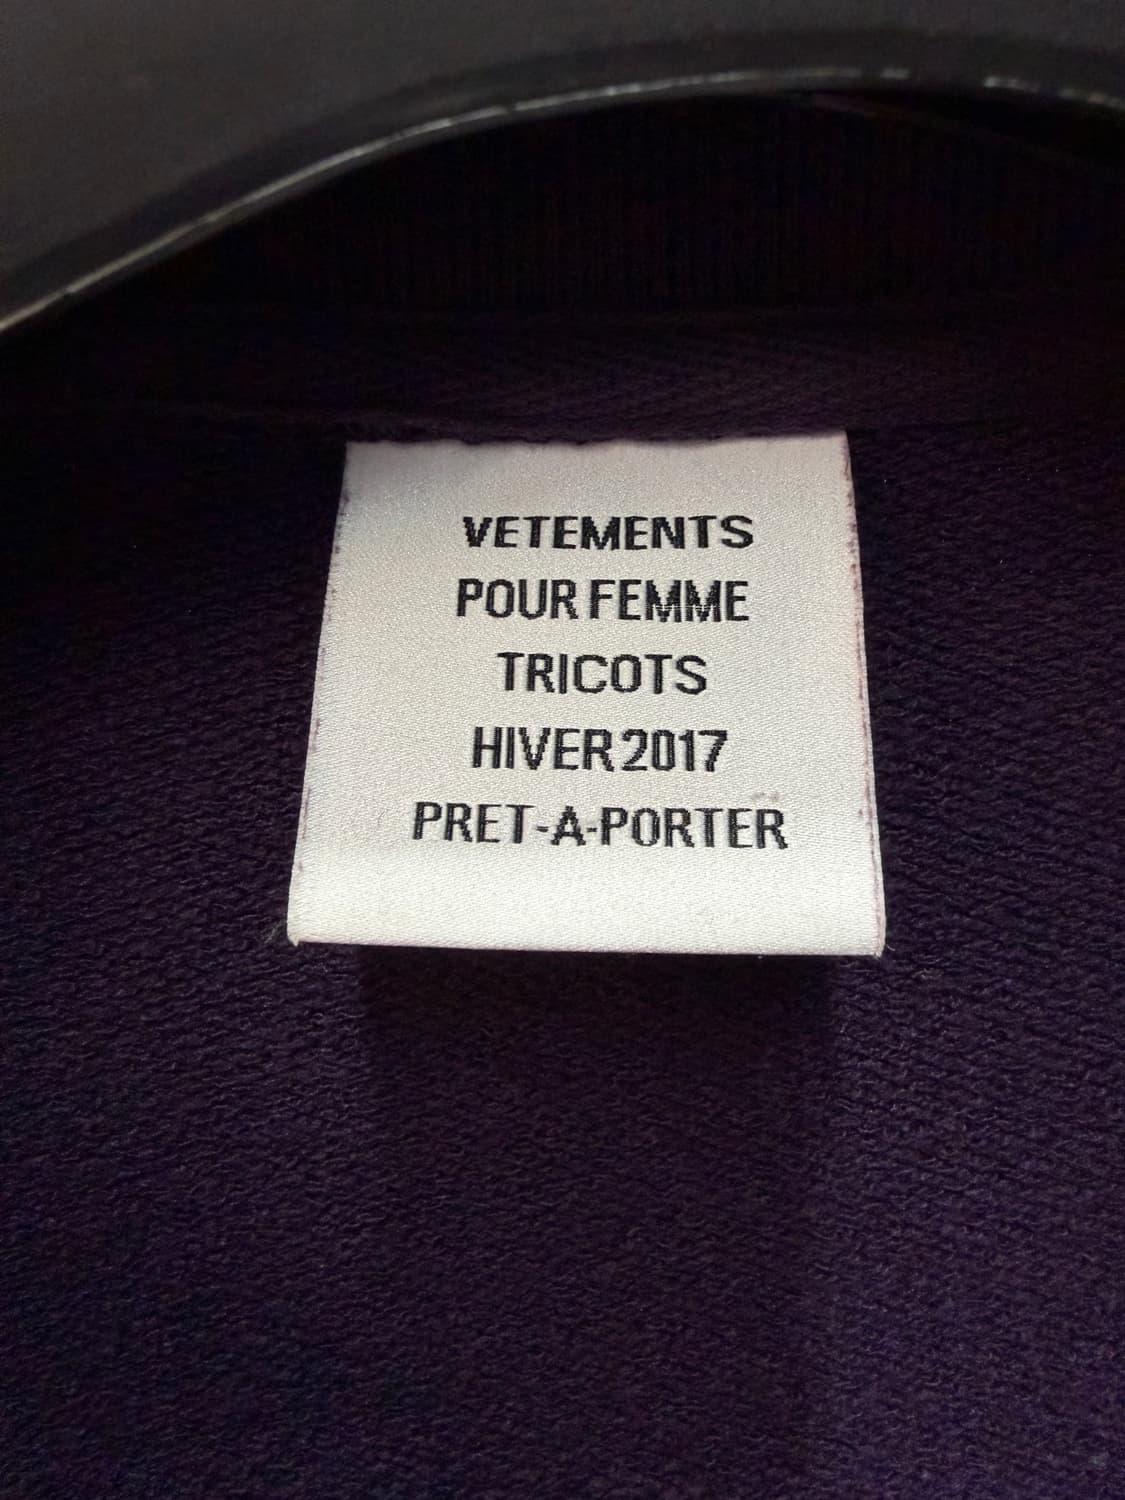 VETEMENTS
POUR FEMME
TRICOTS
HIVER 2017
PRET-A-PORTER